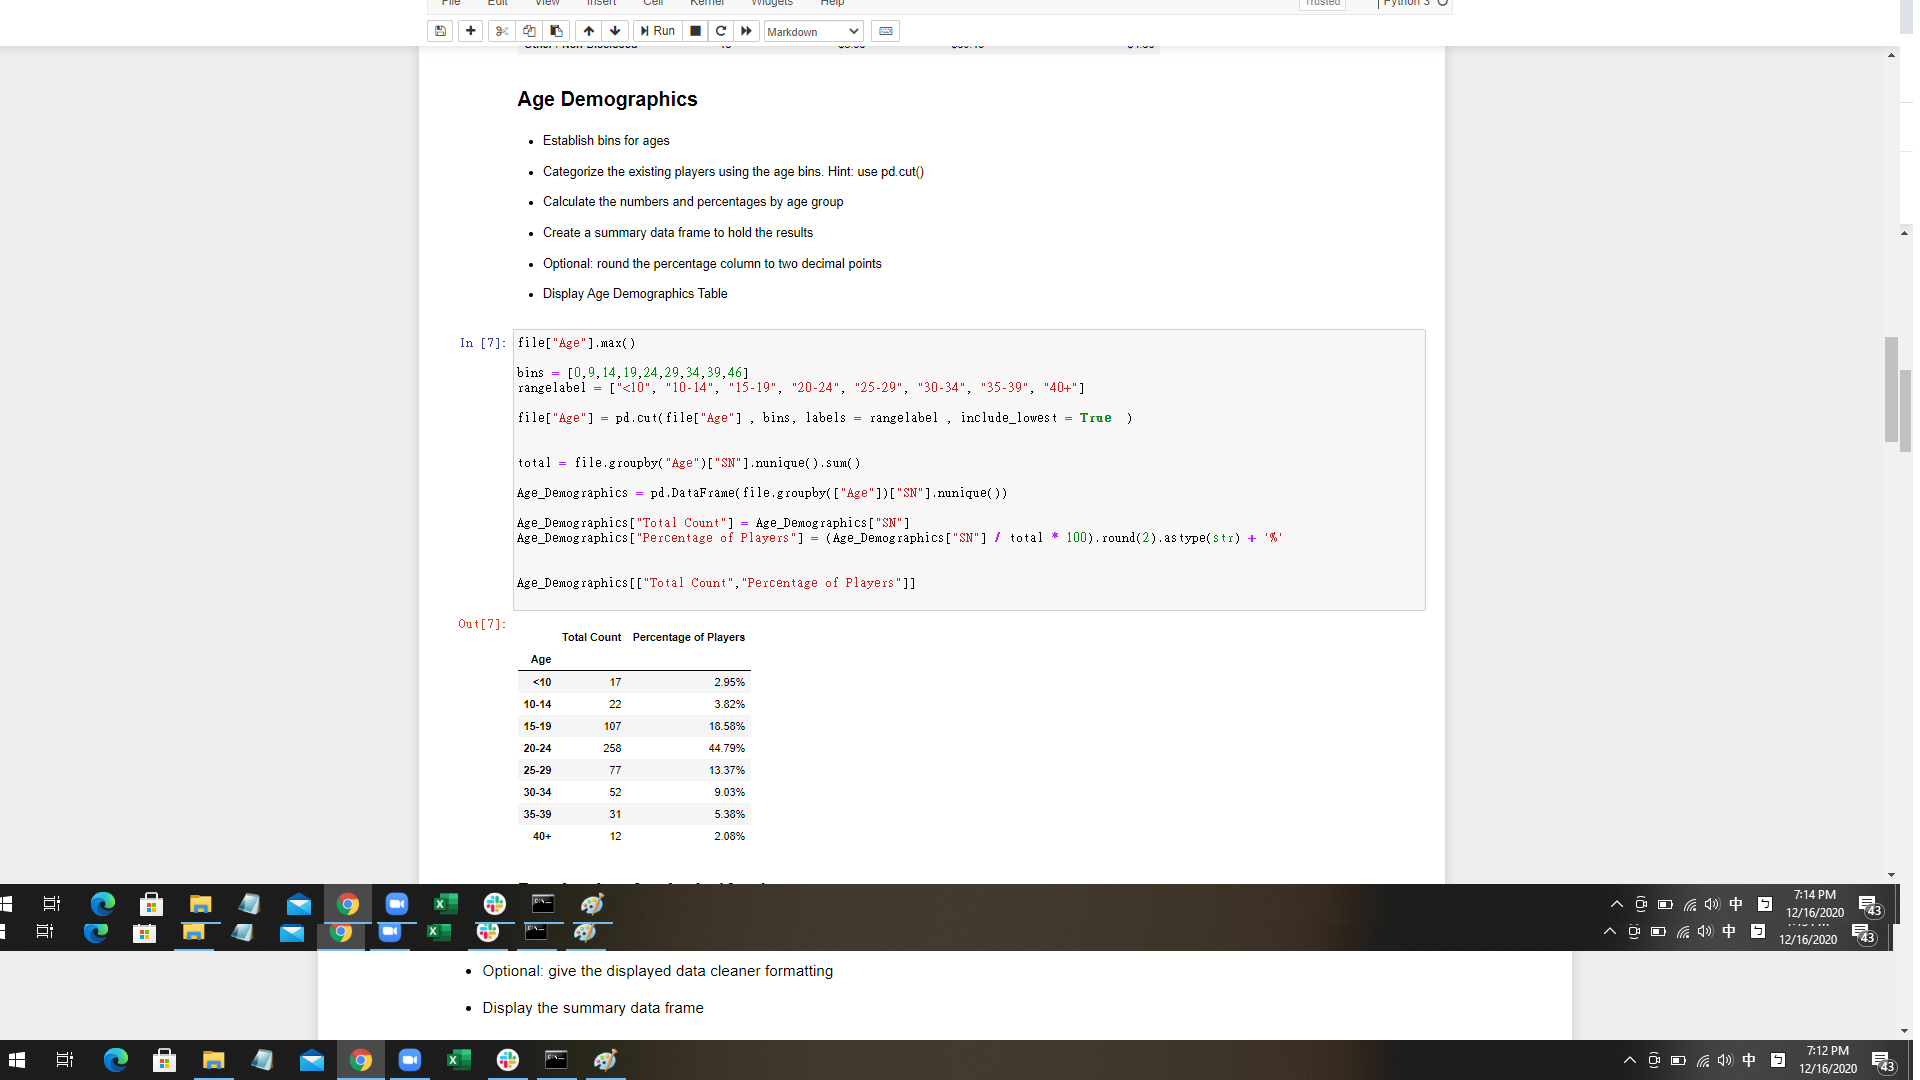 File Edit View Insert Cell Kernel Widgets Help Trusted Python 3
Run Markdown
Age Demographics
Establish bins for ages
Categorize the existing players using the age bins. Hint: use pd.cut()
Calculate the numbers and percentages by age group
Create a summary data frame to hold the results
Optional: round the percentage column to two decimal points
Display Age Demographics Table
In [7]: file["Age"].max()
bins = [0,9,14,19,24,29,34,39,46]
rangelabel = ["<10", "10-14", "15-19", "20-24", "25-29", "30-34", "35-39", "40+"]
file["Age"] = pd.cut(file["Age"] , bins, labels = rangelabel , include_lowest = True )
total = file.groupby("Age")["SN"].nunique().sum()
Age_Demographics = pd.DataFrame(file.groupby(["Age"])["SN"].nunique())
Age_Demographics["Total Count"] = Age_Demographics["SN"]
Age_Demographics["Percentage of Players"] = (Age_Demographics["SN"] / total * 100).round(2).astype(str) + '%'
Age_Demographics[["Total Count","Percentage of Players"]]
Out[7]:
Total Count Percentage of Players
Age
<10 17 2.95%
10-14 22 3.82%
15-19 107 18.58%
20-24 258 44.79%
25-29 77 13.37%
30-34 52 9.03%
35-39 31 5.38%
40+ 12 2.08%
中 7:14 PM
12/16/2020 43
中
12/16/2020 43
Optional: give the displayed data cleaner formatting
Display the summary data frame
中 7:12 PM
12/16/2020 43